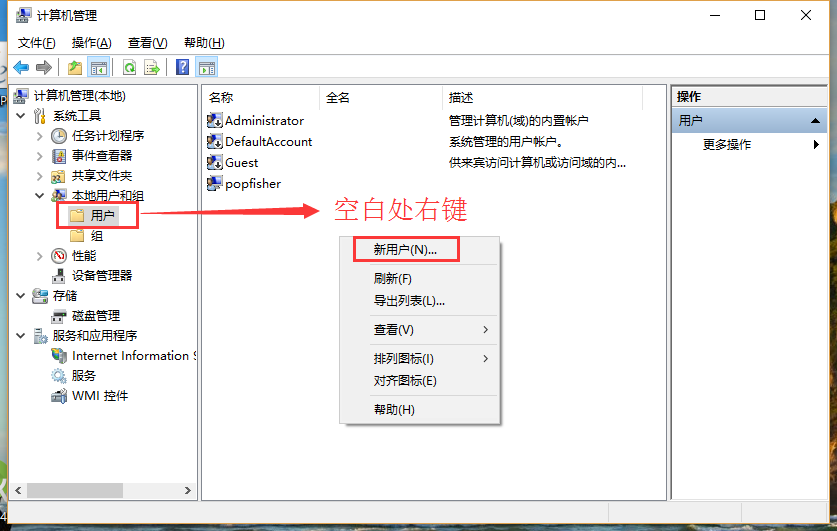 计算机管理
文件(F) 操作(A) 查看(V) 帮助(H)
计算机管理(本地)
系统工具
任务计划程序
事件查看器
共享文件夹
本地用户和组
用户
组
性能
设备管理器
存储
磁盘管理
服务和应用程序
Internet Information S
服务
WMI 控件
名称 全名 描述
Administrator 管理计算机(域)的内置帐户
DefaultAccount 系统管理的用户帐户。
Guest 供来宾访问计算机或访问域的内...
popfisher
空白处右键
新用户(N)...
刷新(F)
导出列表(L)...
查看(V)
排列图标(I)
对齐图标(E)
帮助(H)
操作
用户
更多操作